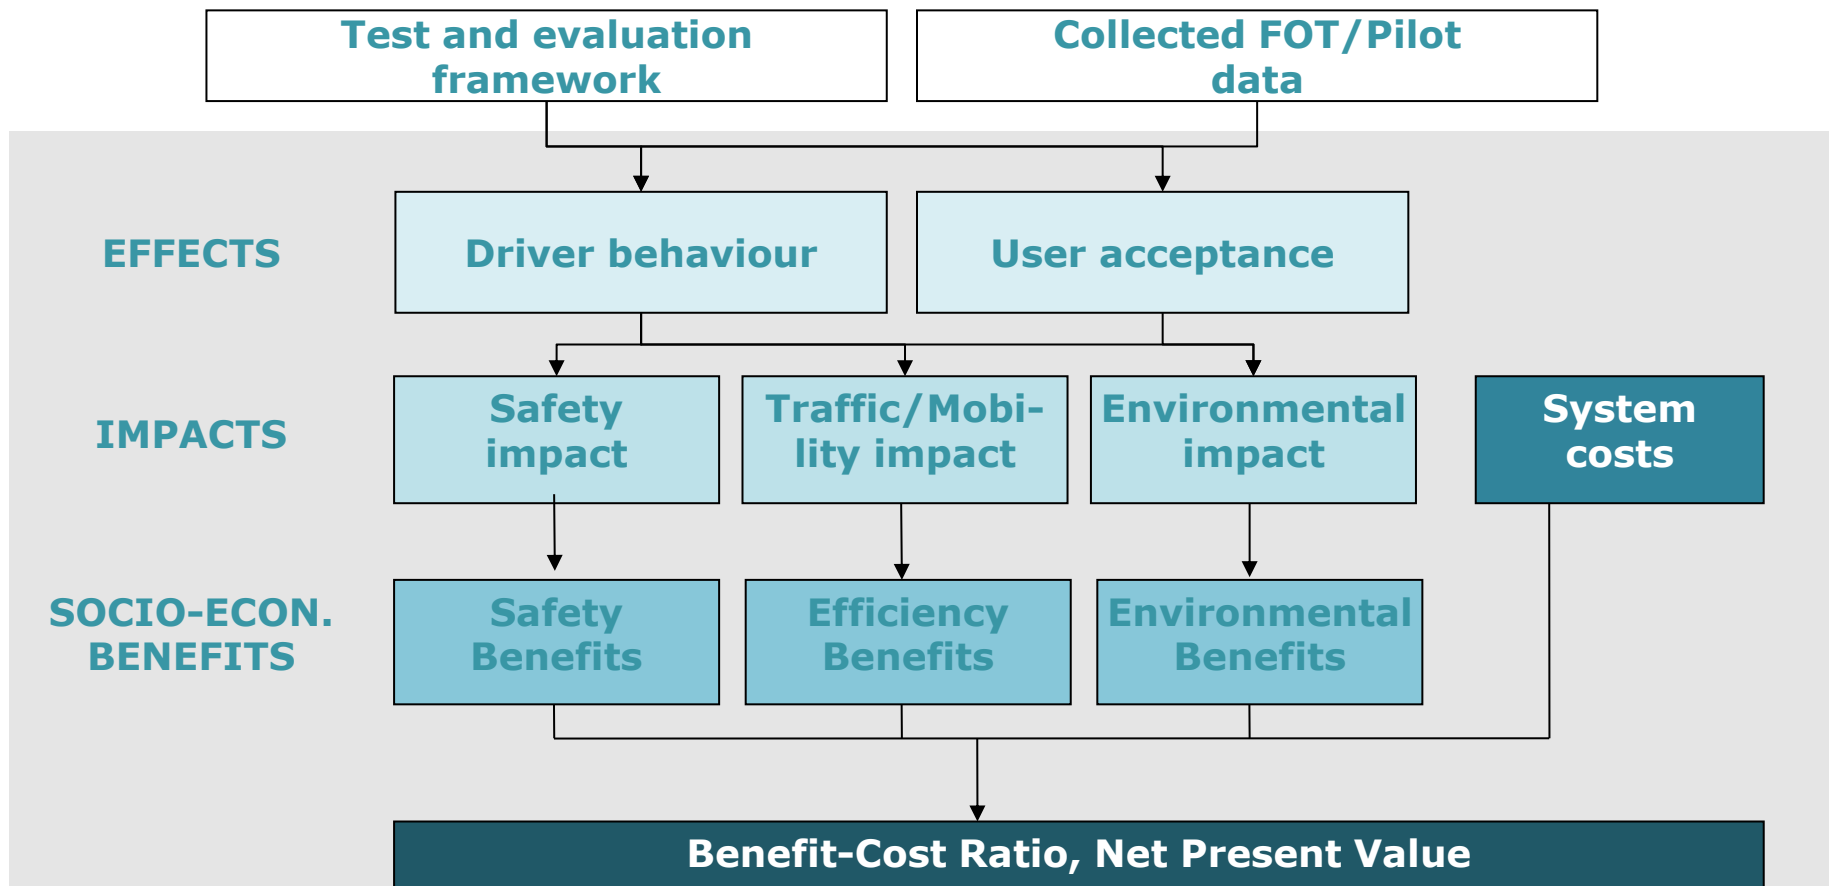 Test and evaluation
framework
Collected FOT/Pilot
data
EFFECTS
Driver behaviour
User acceptance
IMPACTS
Safety
impact
Traffic/Mobi-
lity impact
Environmental
impact
System
costs
SOCIO-ECON.
BENEFITS
Safety
Benefits
Efficiency
Benefits
Environmental
Benefits
Benefit-Cost Ratio, Net Present Value